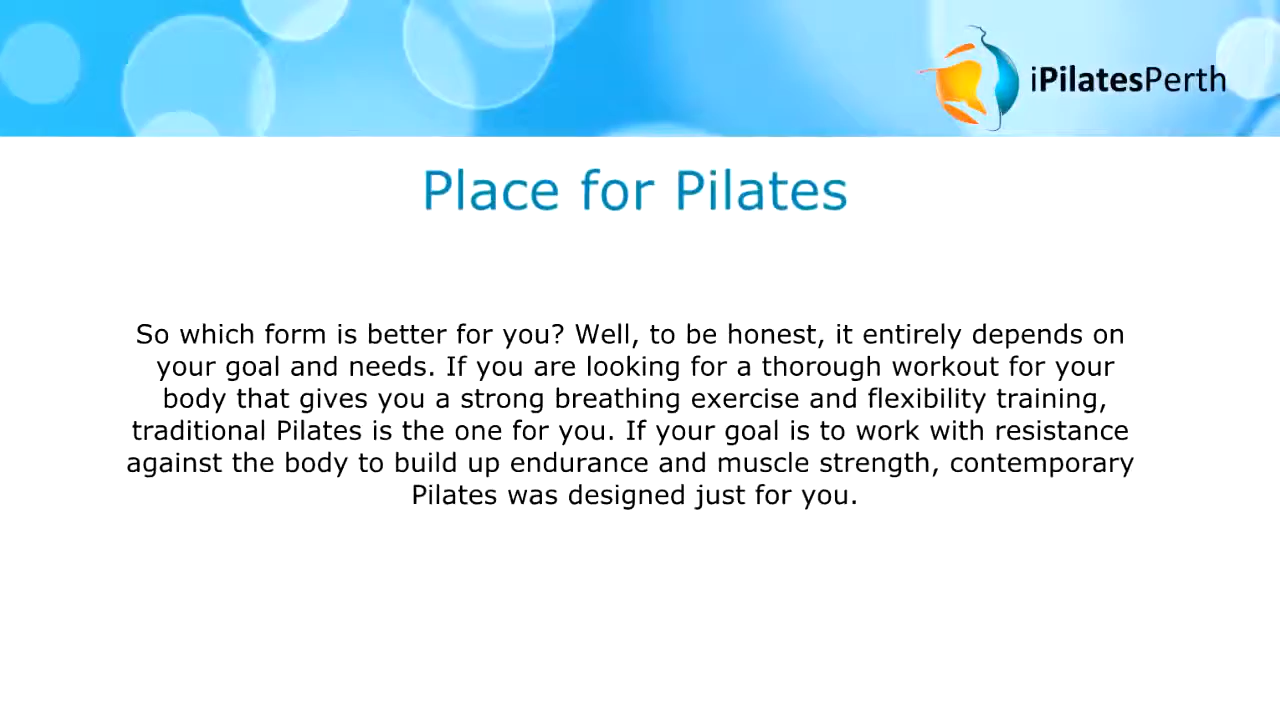 iPilatesPerth
Place for Pilates
So which form is better for you? Well, to be honest, it entirely depends on
your goal and needs. If you are looking for a thorough workout for your
body that gives you a strong breathing exercise and flexibility training,
traditional Pilates is the one for you. If your goal is to work with resistance
against the body to build up endurance and muscle strength, contemporary
Pilates was designed just for you.